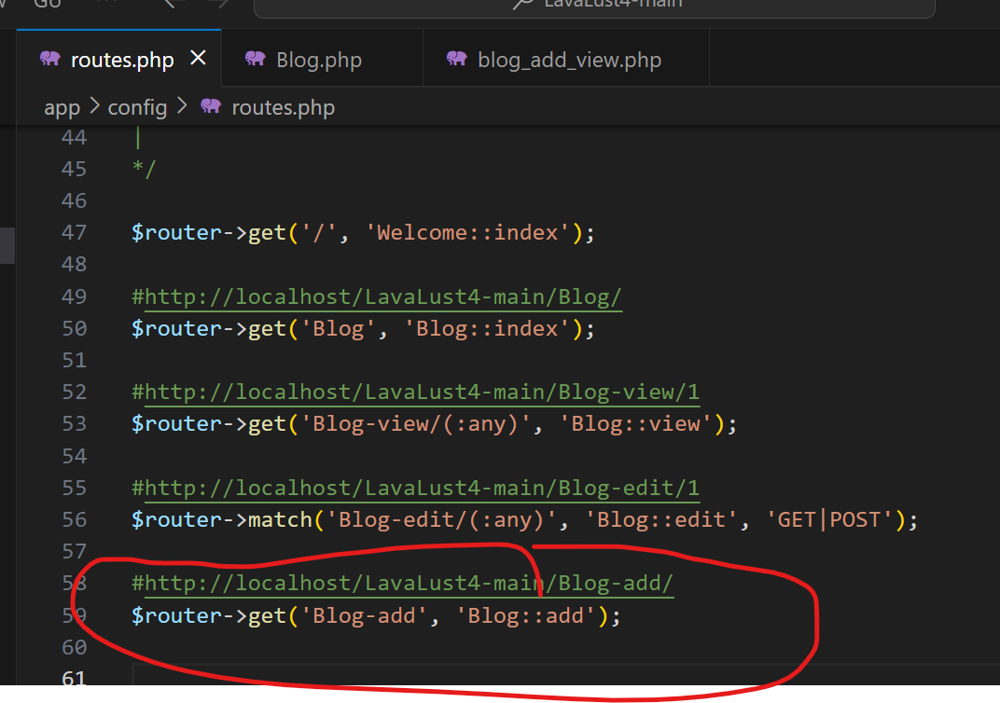 Go
LavaLust4-main
routes.php
Blog.php
blog_add_view.php
app > config > routes.php
44 |
45 */
46
47 $router->get('/', 'Welcome::index');
48
49 #http://localhost/LavaLust4-main/Blog/
50 $router->get('Blog', 'Blog::index');
51
52 #http://localhost/LavaLust4-main/Blog-view/1
53 $router->get('Blog-view/(:any)', 'Blog::view');
54
55 #http://localhost/LavaLust4-main/Blog-edit/1
56 $router->match('Blog-edit/(:any)', 'Blog::edit', 'GET|POST');
57
58 #http://localhost/LavaLust4-main/Blog-add/
59 $router->get('Blog-add', 'Blog::add');
60
61